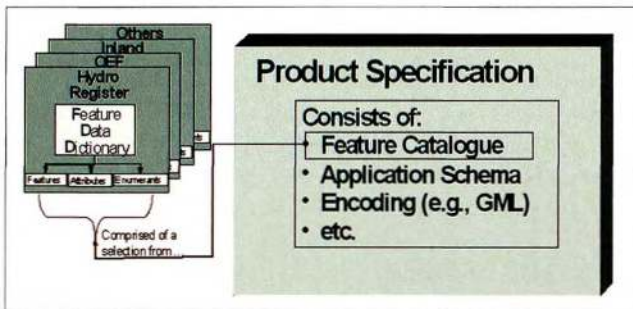 Others
Inland
OEF
Hydro
Register
Feature
Data
Dictionary
Features Attributes Enumerants
Comprised of a
selection from...
Product Specification
Consists of:
Feature Catalogue
• Application Schema
• Encoding (e.g., GML)
• etc.